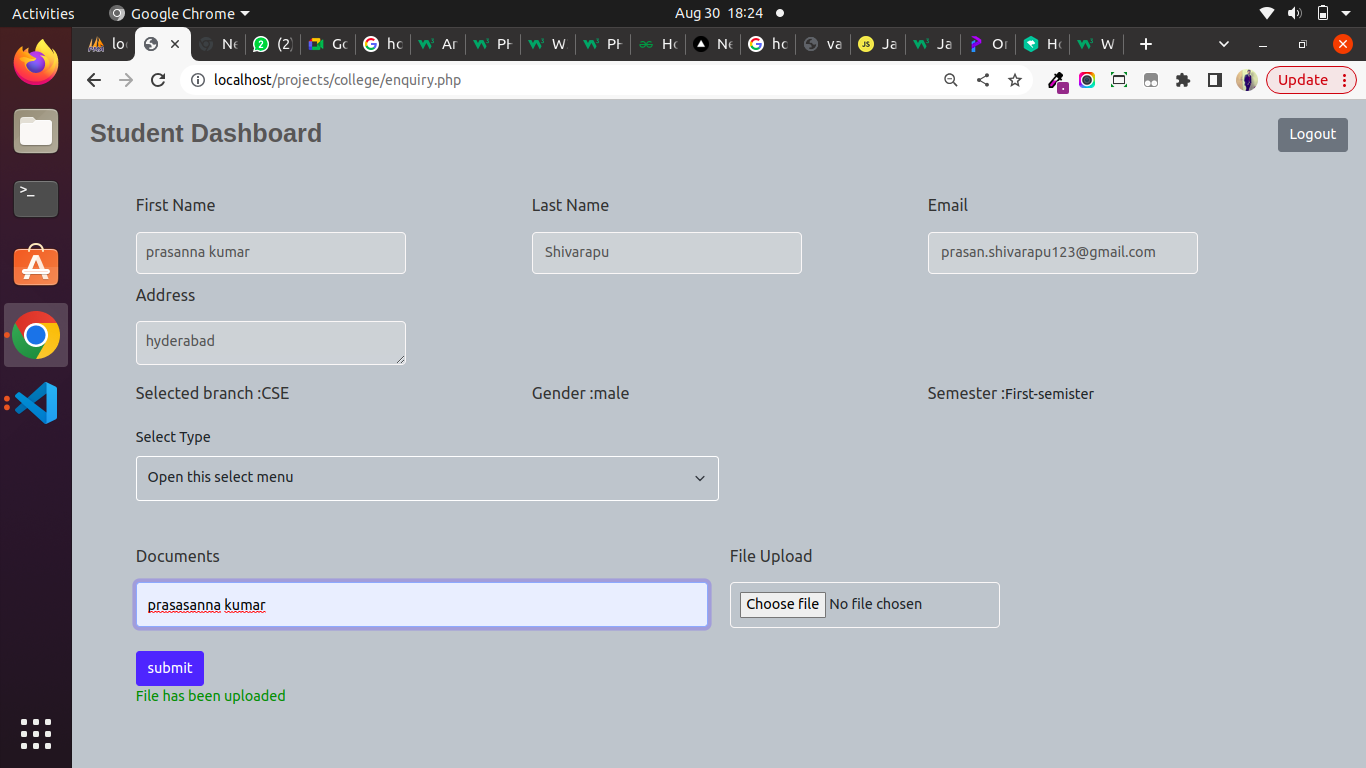 Activities Google Chrome Aug 30 18:24
lo Ne (2) Go ho Ar PH W PH Ho Ne ho va JS Ja Ja Or Ho W
localhost/projects/college/enquiry.php Update
Student Dashboard Logout
First Name Last Name Email
prasanna kumar Shivarapu prasan.shivarapu123@gmail.com
Address
hyderabad
Selected branch :CSE Gender :male Semester :First-semister
Select Type
Open this select menu
Documents File Upload
prasasanna kumar Choose file No file chosen
submit
File has been uploaded